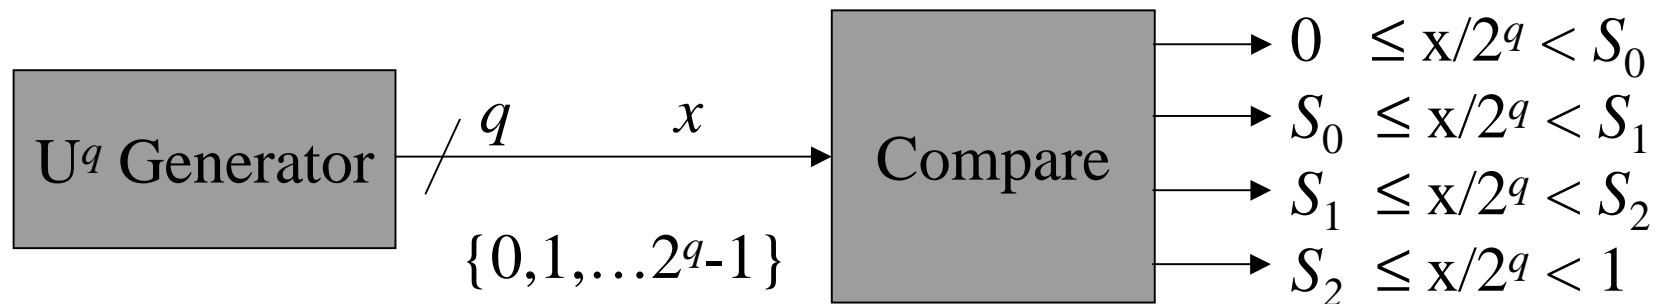 U^q Generator
q x
{0,1,…2^q-1}
Compare
0 ≤ x/2^q < S_0
S_0 ≤ x/2^q < S_1
S_1 ≤ x/2^q < S_2
S_2 ≤ x/2^q < 1